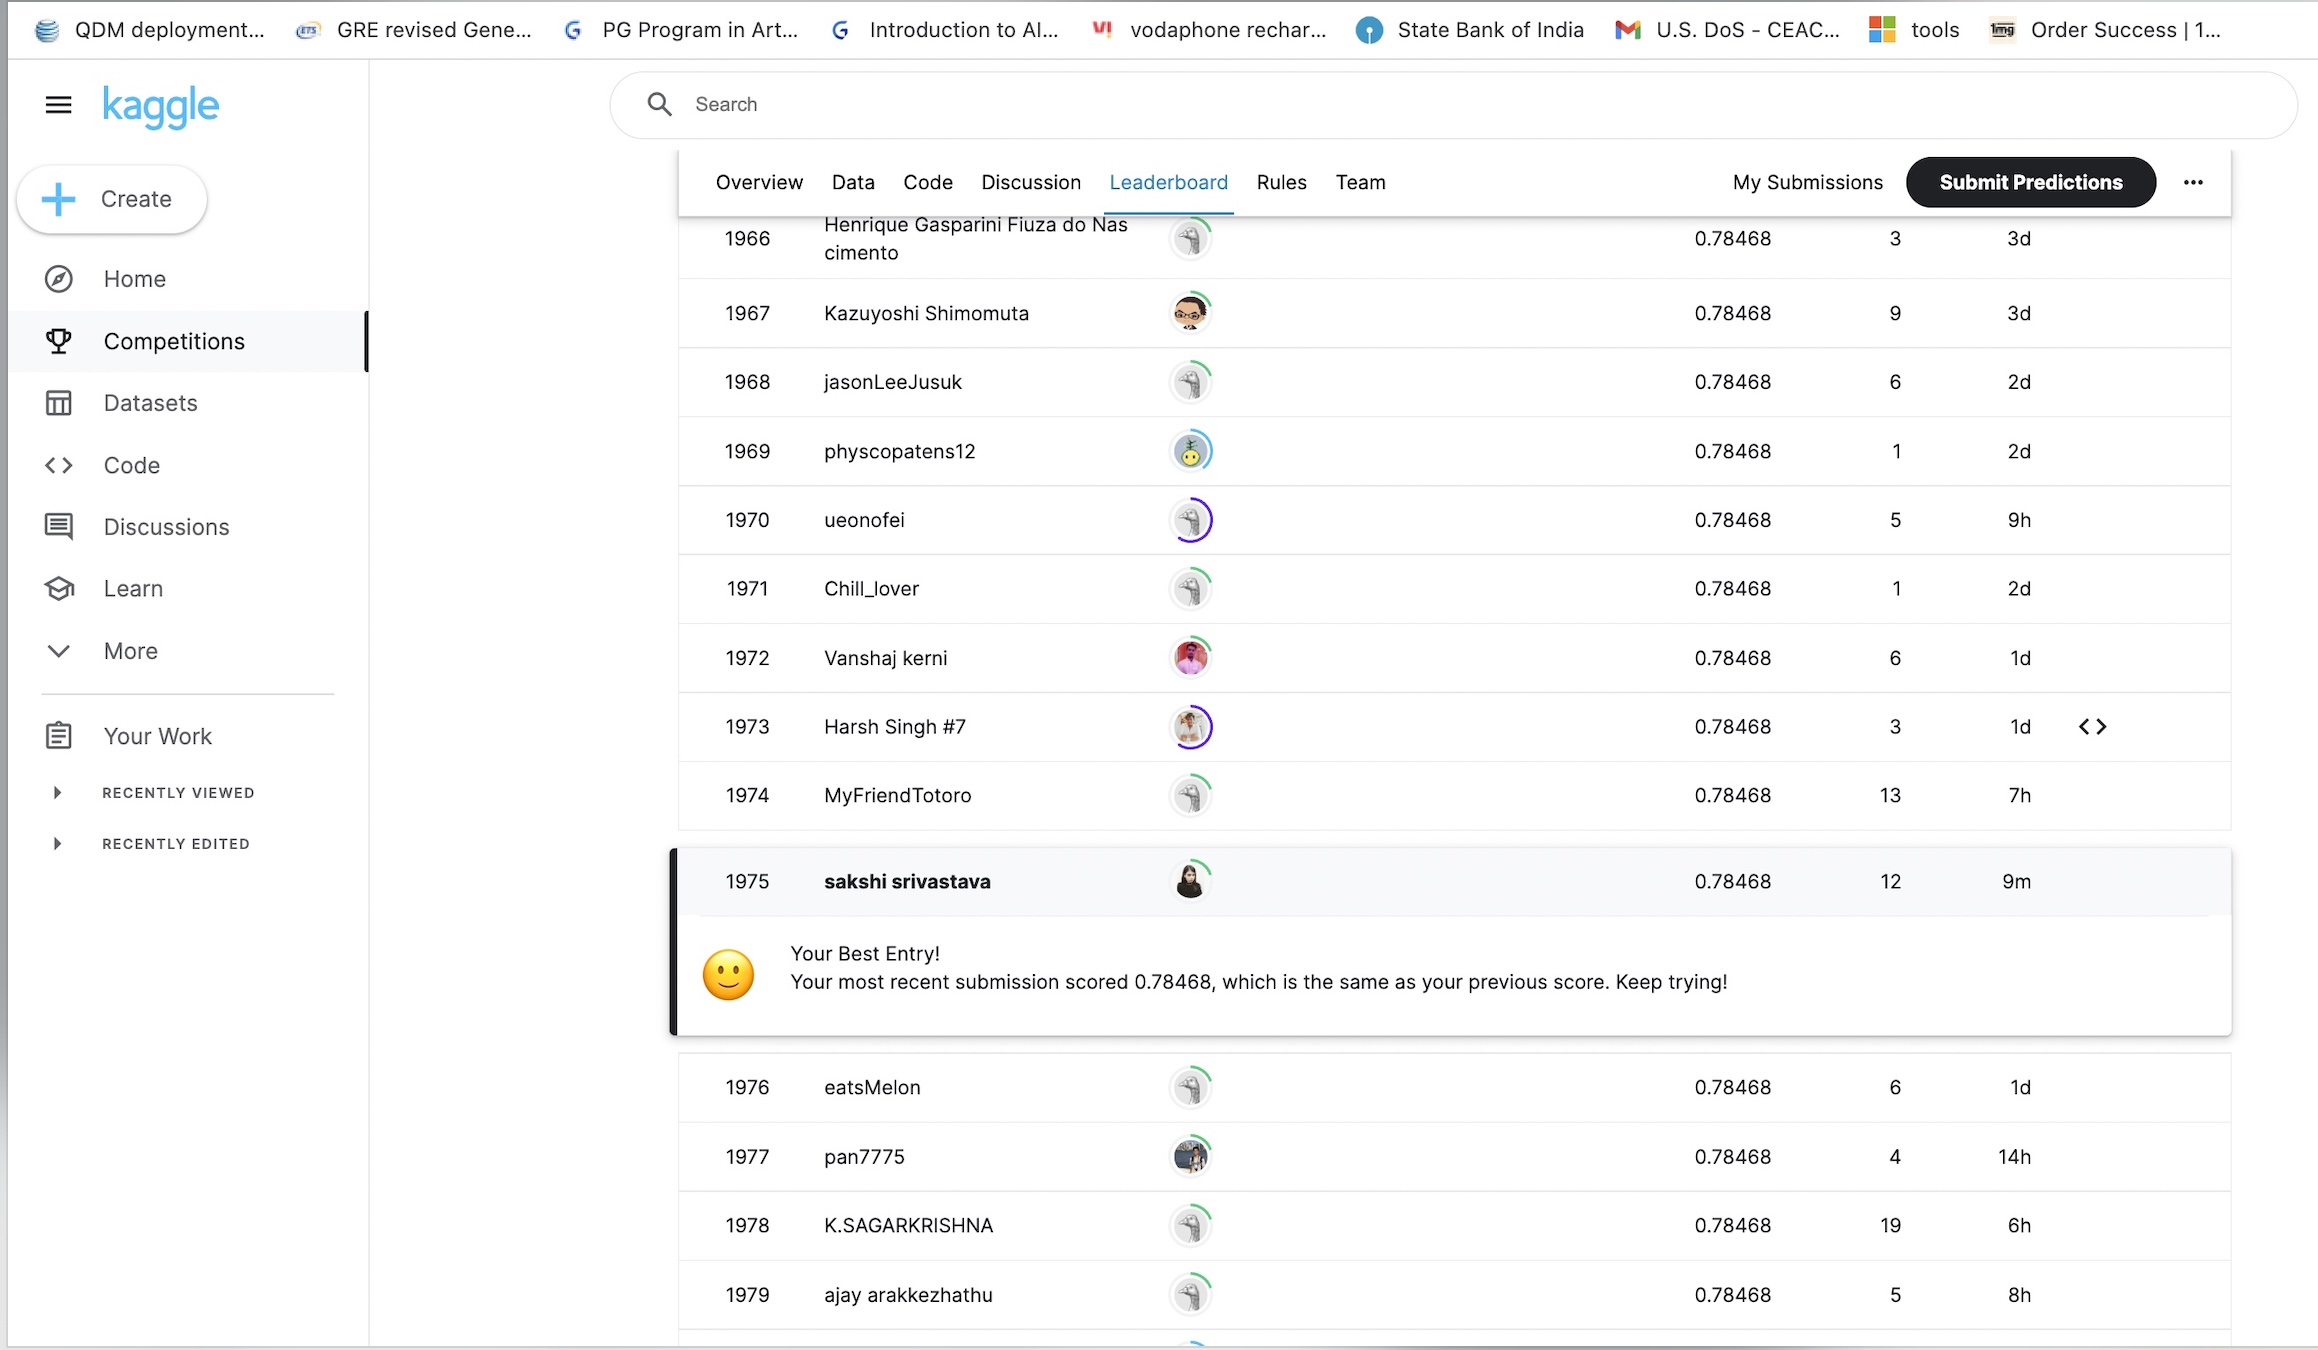 QDM deployment...
GRE revised Gene...
PG Program in Art...
Introduction to AI...
vodaphone rechar...
State Bank of India
U.S. DoS - CEAC...
tools
Order Success | 1...
kaggle
Search
Create
Home
Competitions
Datasets
Code
Discussions
Learn
More
Your Work
RECENTLY VIEWED
RECENTLY EDITED
Overview Data Code Discussion Leaderboard Rules Team My Submissions Submit Predictions
1966 Henrique Gasparini Fiuza do Nas
cimento 0.78468 3 3d
1967 Kazuyoshi Shimomuta 0.78468 9 3d
1968 jasonLeeJusuk 0.78468 6 2d
1969 physcopatens12 0.78468 1 2d
1970 ueonofei 0.78468 5 9h
1971 Chill_lover 0.78468 1 2d
1972 Vanshaj kerni 0.78468 6 1d
1973 Harsh Singh #7 0.78468 3 1d
1974 MyFriendTotoro 0.78468 13 7h
1975 sakshi srivastava 0.78468 12 9m
Your Best Entry!
Your most recent submission scored 0.78468, which is the same as your previous score. Keep trying!
1976 eatsMelon 0.78468 6 1d
1977 pan7775 0.78468 4 14h
1978 K.SAGARKRISHNA 0.78468 19 6h
1979 ajay arakkezhathu 0.78468 5 8h